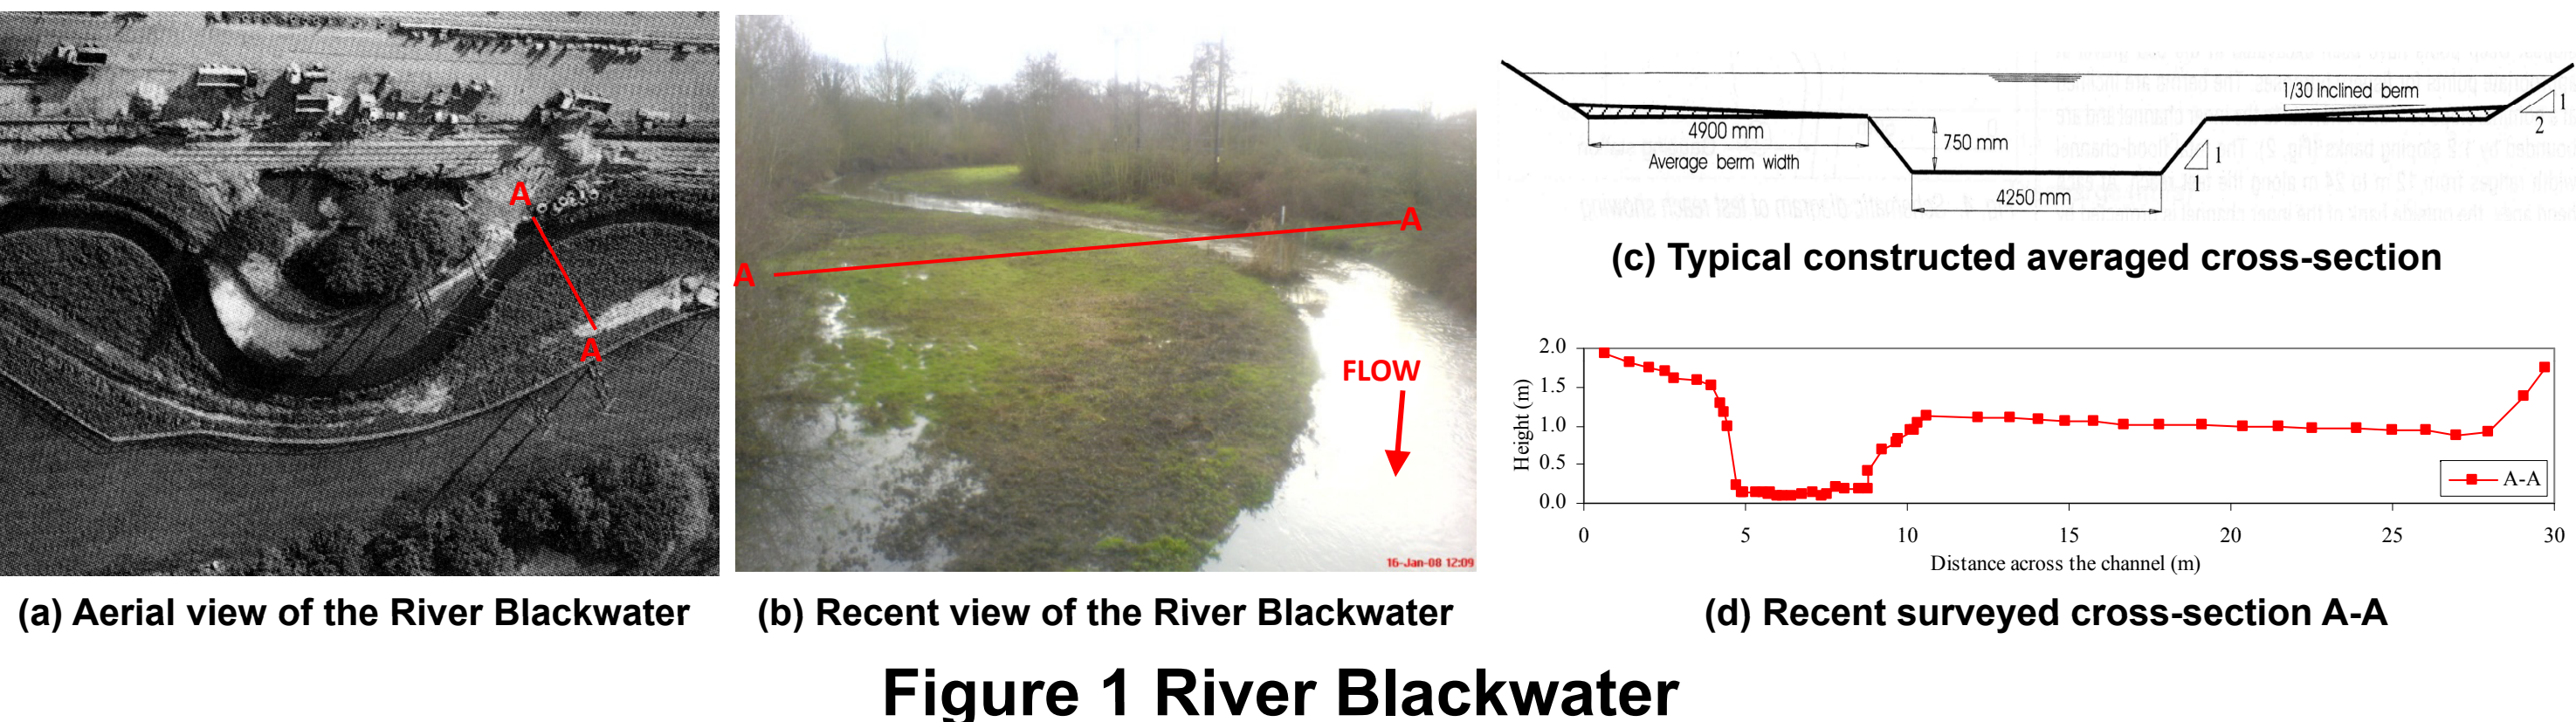 A
A
A
A
FLOW
16-Jan-08 12:09
1/30 Inclined berm
4900 mm
Average berm width
750 mm
1
2
1
1
4250 mm
(c) Typical constructed averaged cross-section
2.0
1.5
1.0
0.5
0.0
Height (m)
A-A
0 5 10 15 20 25 30
Distance across the channel (m)
(a) Aerial view of the River Blackwater
(b) Recent view of the River Blackwater
(d) Recent surveyed cross-section A-A
Figure 1 River Blackwater